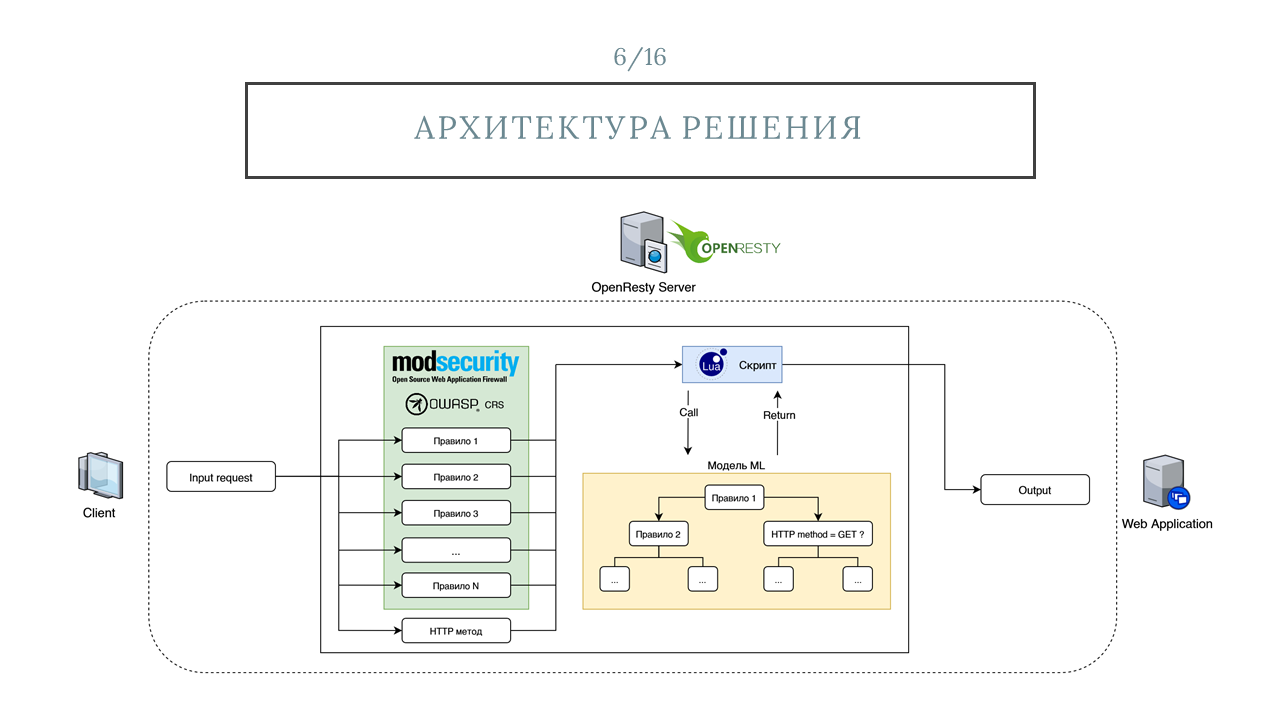 6/16
АРХИТЕКТУРА РЕШЕНИЯ
OPENRESTY
OpenResty Server
modsecurity
Open Source Web Application Firewall
OWASP. CRS
Правило 1
Правило 2
Правило 3
...
Правило N
HTTP метод
Client
Input request
Lua
Скрипт
Call
Return
Модель ML
Правило 1
Правило 2
HTTP method = GET ?
...
...
...
...
Output
Web Application